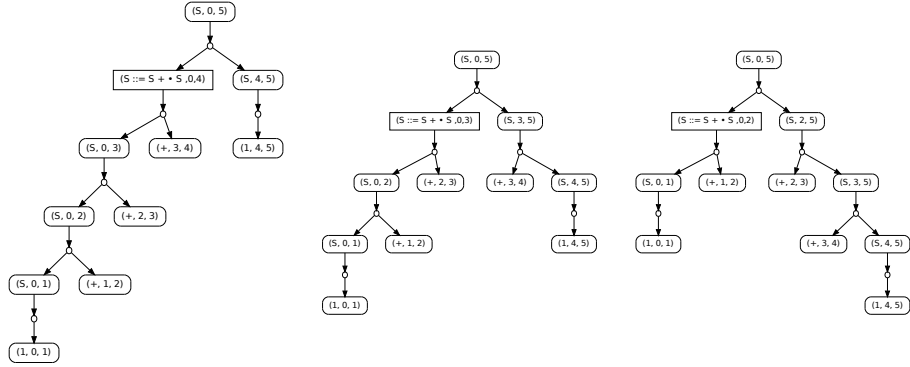 (S, 0, 5)
(S ::= S + • S ,0,4)
(S, 4, 5)
(S, 0, 3)
(+, 3, 4)
(1, 4, 5)
(S, 0, 2)
(+, 2, 3)
(S, 0, 1)
(+, 1, 2)
(1, 0, 1)
(S, 0, 5)
(S ::= S + • S ,0,3)
(S, 3, 5)
(S, 0, 2)
(+, 2, 3)
(+, 3, 4)
(S, 4, 5)
(S, 0, 1)
(+, 1, 2)
(1, 4, 5)
(1, 0, 1)
(S, 0, 5)
(S ::= S + • S ,0,2)
(S, 2, 5)
(S, 0, 1)
(+, 1, 2)
(+, 2, 3)
(S, 3, 5)
(1, 0, 1)
(+, 3, 4)
(S, 4, 5)
(1, 4, 5)